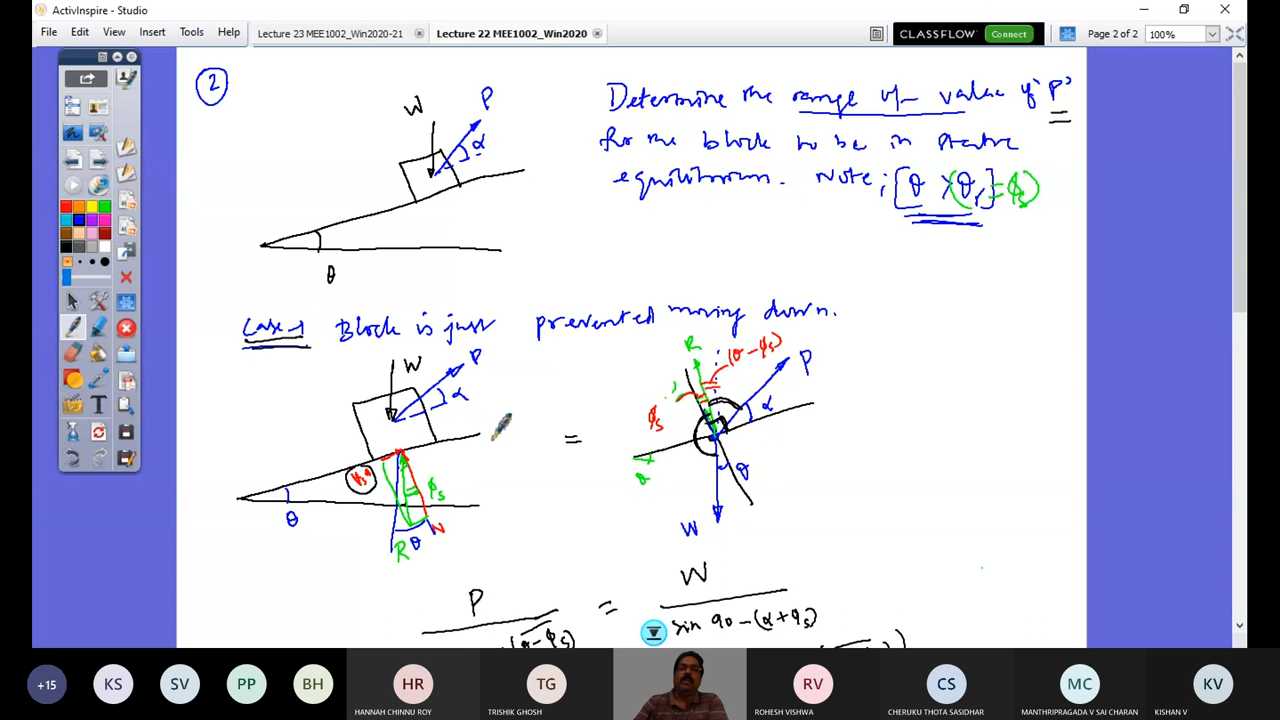 ActivInspire - Studio
File Edit View Insert Tools Help
Lecture 23 MEE1002_Win2020-21
Lecture 22 MEE1002_Win2020
CLASSFLOW Connect
Page 2 of 2
100%
2
W
P
α
θ
Determine the range of value of 'P'
for the block to be in
equilibrium. Note; [θ > θ (= φs)]
Case-1 Block is just prevented moving down.
W
P
α
θ
φs
N
R
θ
=
R
(θ-φs)
P
φs
α
θ
W
P
=
W
(θ-φs)
sin 90-(α+φs)
+15
KS
SV
PP
BH
HR
HANNAH CHINNU ROY
TG
TRISHIK GHOSH
RV
ROHESH VISHWA
CS
CHERUKU THOTA SASIDHAR
MC
MANTHRIPRAGADA V SAI CHARAN
KV
KISHAN V